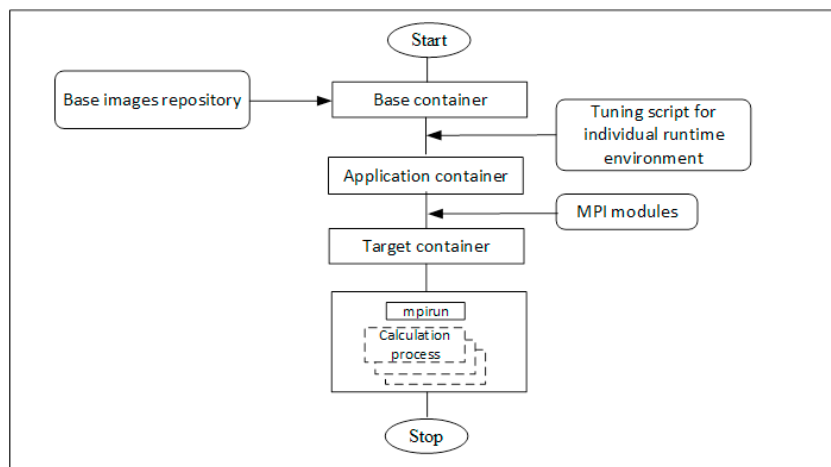 Start
Base images repository
Base container
Tuning script for
individual runtime
environment
Application container
MPI modules
Target container
mpirun
Calculation
process
Stop